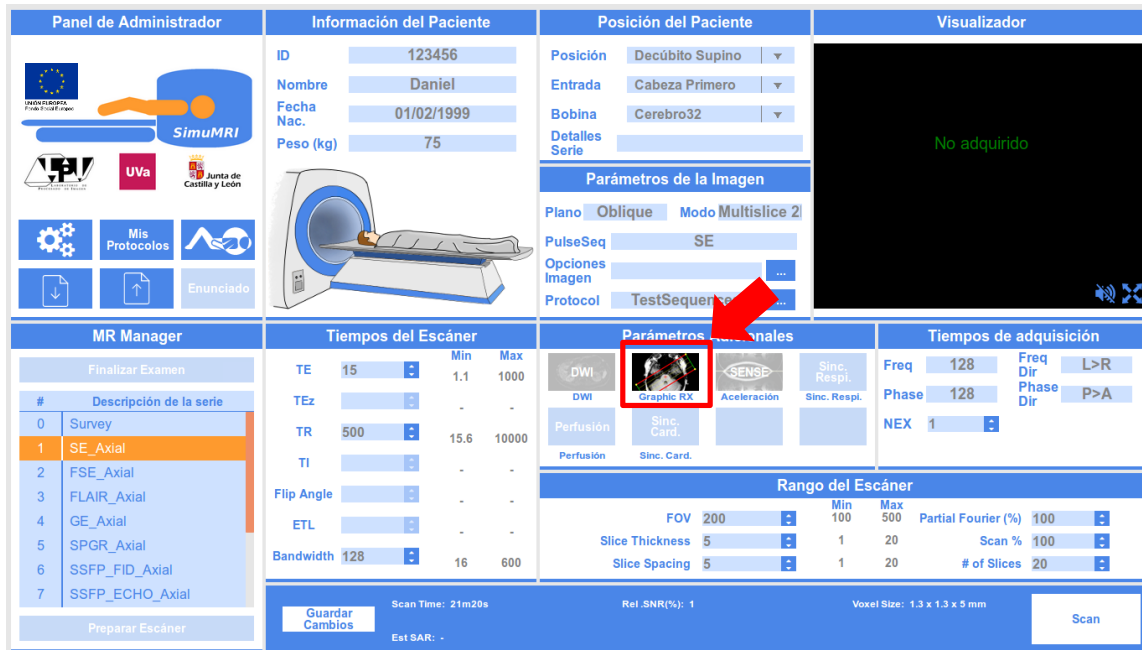 Panel de Administrador
UNIÓN EUROPEA
Fondo Social Europeo
SimuMRI
LPI
UVa
Junta de
Castilla y León
Mis
Protocolos
Enunciado
Información del Paciente
ID 123456
Nombre Daniel
Fecha
Nac. 01/02/1999
Peso (kg) 75
Posición del Paciente
Posición Decúbito Supino
Entrada Cabeza Primero
Bobina Cerebro32
Detalles
Serie
Parámetros de la Imagen
Plano Oblique Modo Multislice 2
PulseSeq SE
Opciones
Imagen ...
Protocol TestSequence
Visualizador
No adquirido
MR Manager
Finalizar Examen
# Descripción de la serie
0 Survey
1 SE_Axial
2 FSE_Axial
3 FLAIR_Axial
4 GE_Axial
5 SPGR_Axial
6 SSFP_FID_Axial
7 SSFP_ECHO_Axial
Preparar Escáner
Tiempos del Escáner
Min Max
TE 15 1.1 1000
TEz - -
TR 500 15.6 10000
TI - -
Flip Angle - -
ETL - -
Bandwidth 128 16 600
Parámetros Adicionales
DWI
DWI
Graphic RX
SENSE
Aceleración
Sinc.
Respi.
Sinc. Respi.
Perfusión
Perfusión
Sinc.
Card.
Sinc. Card.
Tiempos de adquisición
Freq 128 Freq
Dir L>R
Phase 128 Phase
Dir P>A
NEX 1
Rango del Escáner
Min Max
FOV 200 100 500 Partial Fourier (%) 100
Slice Thickness 5 1 20 Scan % 100
Slice Spacing 5 1 20 # of Slices 20
Guardar
Cambios
Scan Time: 21m20s Rel .SNR(%): 1 Voxel Size: 1.3 x 1.3 x 5 mm
Est SAR: -
Scan